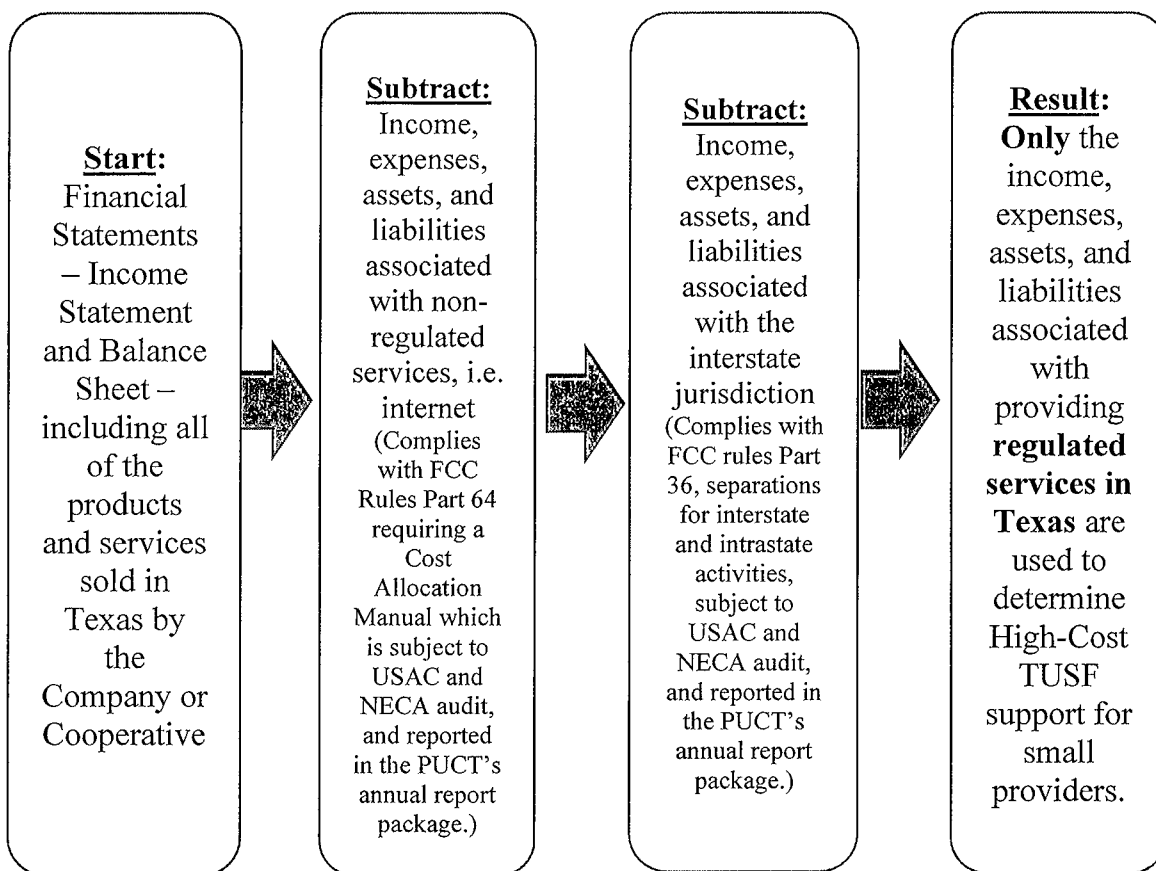 Start:
Financial
Statements
– Income
Statement
and Balance
Sheet –
including all
of the
products
and services
sold in
Texas by
the
Company or
Cooperative
Subtract:
Income,
expenses,
assets, and
liabilities
associated
with non-
regulated
services, i.e.
internet
(Complies
with FCC
Rules Part 64
requiring a
Cost
Allocation
Manual which
is subject to
USAC and
NECA audit,
and reported
in the PUCT's
annual report
package.)
Subtract:
Income,
expenses,
assets, and
liabilities
associated
with the
interstate
jurisdiction
(Complies with
FCC rules Part
36, separations
for interstate
and intrastate
activities,
subject to
USAC and
NECA audit,
and reported in
the PUCT's
annual report
package.)
Result:
Only the
income,
expenses,
assets, and
liabilities
associated
with
providing
regulated
services in
Texas are
used to
determine
High-Cost
TUSF
support for
small
providers.